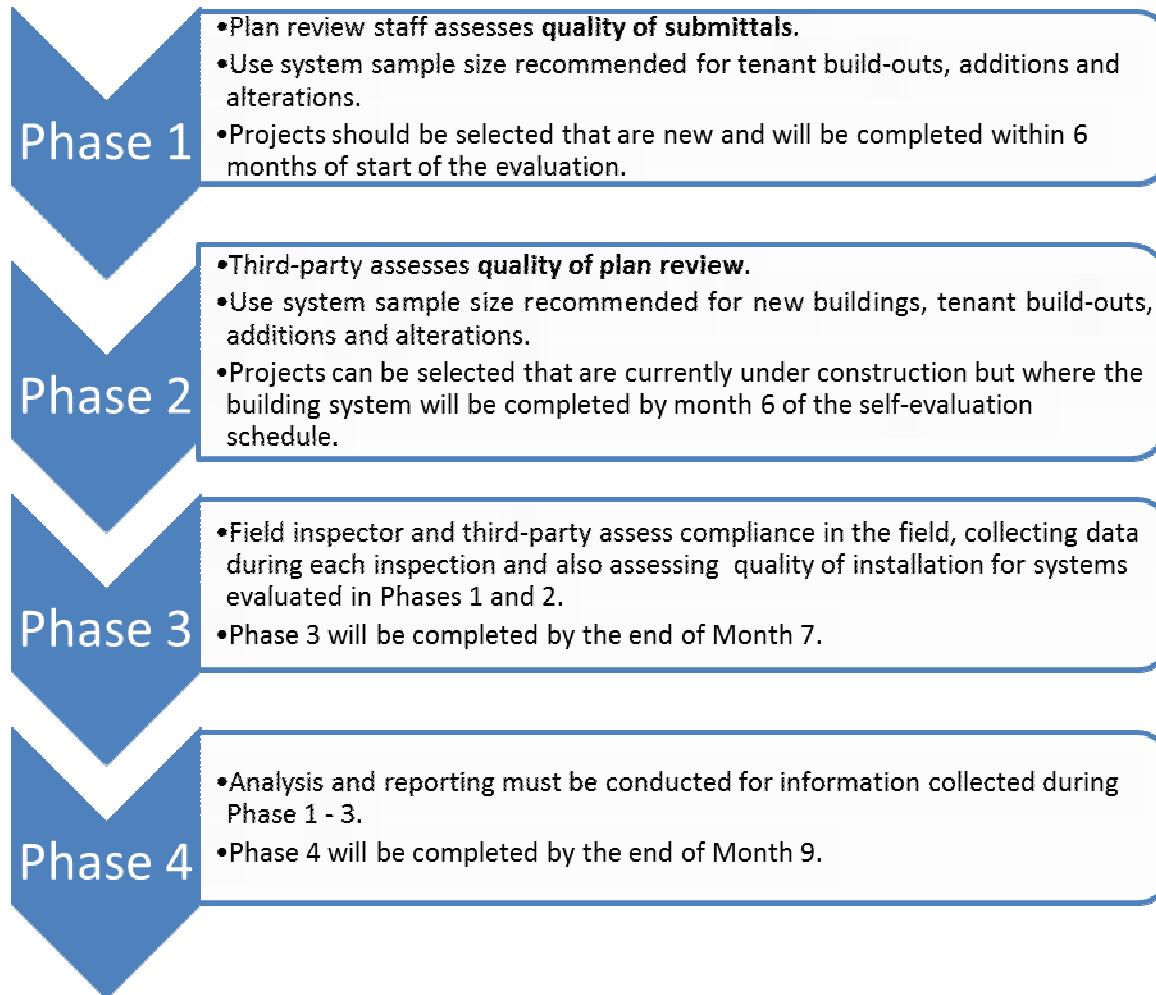 •Plan review staff assesses quality of submittals.
•Use system sample size recommended for tenant build-outs, additions and
alterations.
Phase 1
•Projects should be selected that are new and will be completed within 6
months of start of the evaluation.
•Third-party assesses quality of plan review.
•Use system sample size recommended for new buildings, tenant build-outs,
additions and alterations.
Phase 2
•Projects can be selected that are currently under construction but where the
building system will be completed by month 6 of the self-evaluation
schedule.
•Field inspector and third-party assess compliance in the field, collecting data
during each inspection and also assessing quality of installation for systems
evaluated in Phases 1 and 2.
Phase 3
•Phase 3 will be completed by the end of Month 7.
•Analysis and reporting must be conducted for information collected during
Phase 1 - 3.
Phase 4
•Phase 4 will be completed by the end of Month 9.